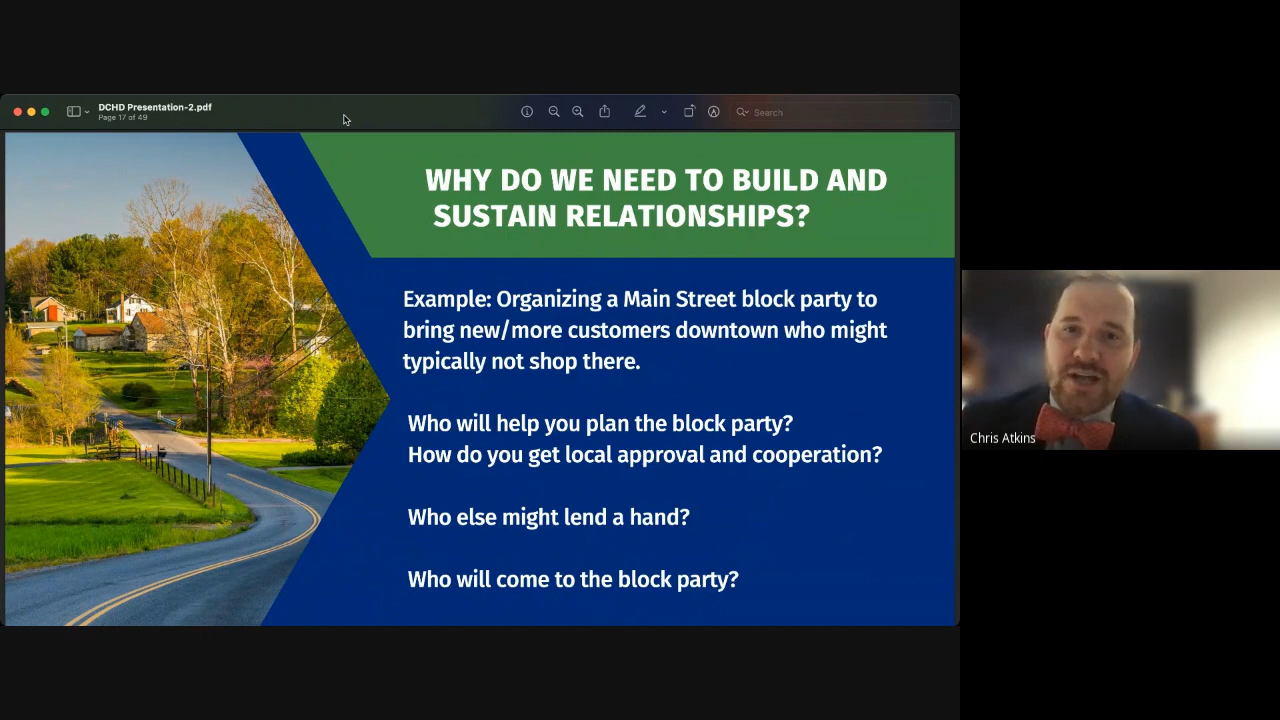 DCHD Presentation-2.pdf
Page 17 of 49
Search
WHY DO WE NEED TO BUILD AND
SUSTAIN RELATIONSHIPS?
Example: Organizing a Main Street block party to
bring new/more customers downtown who might
typically not shop there.
Who will help you plan the block party?
How do you get local approval and cooperation?
Who else might lend a hand?
Who will come to the block party?
Chris Atkins